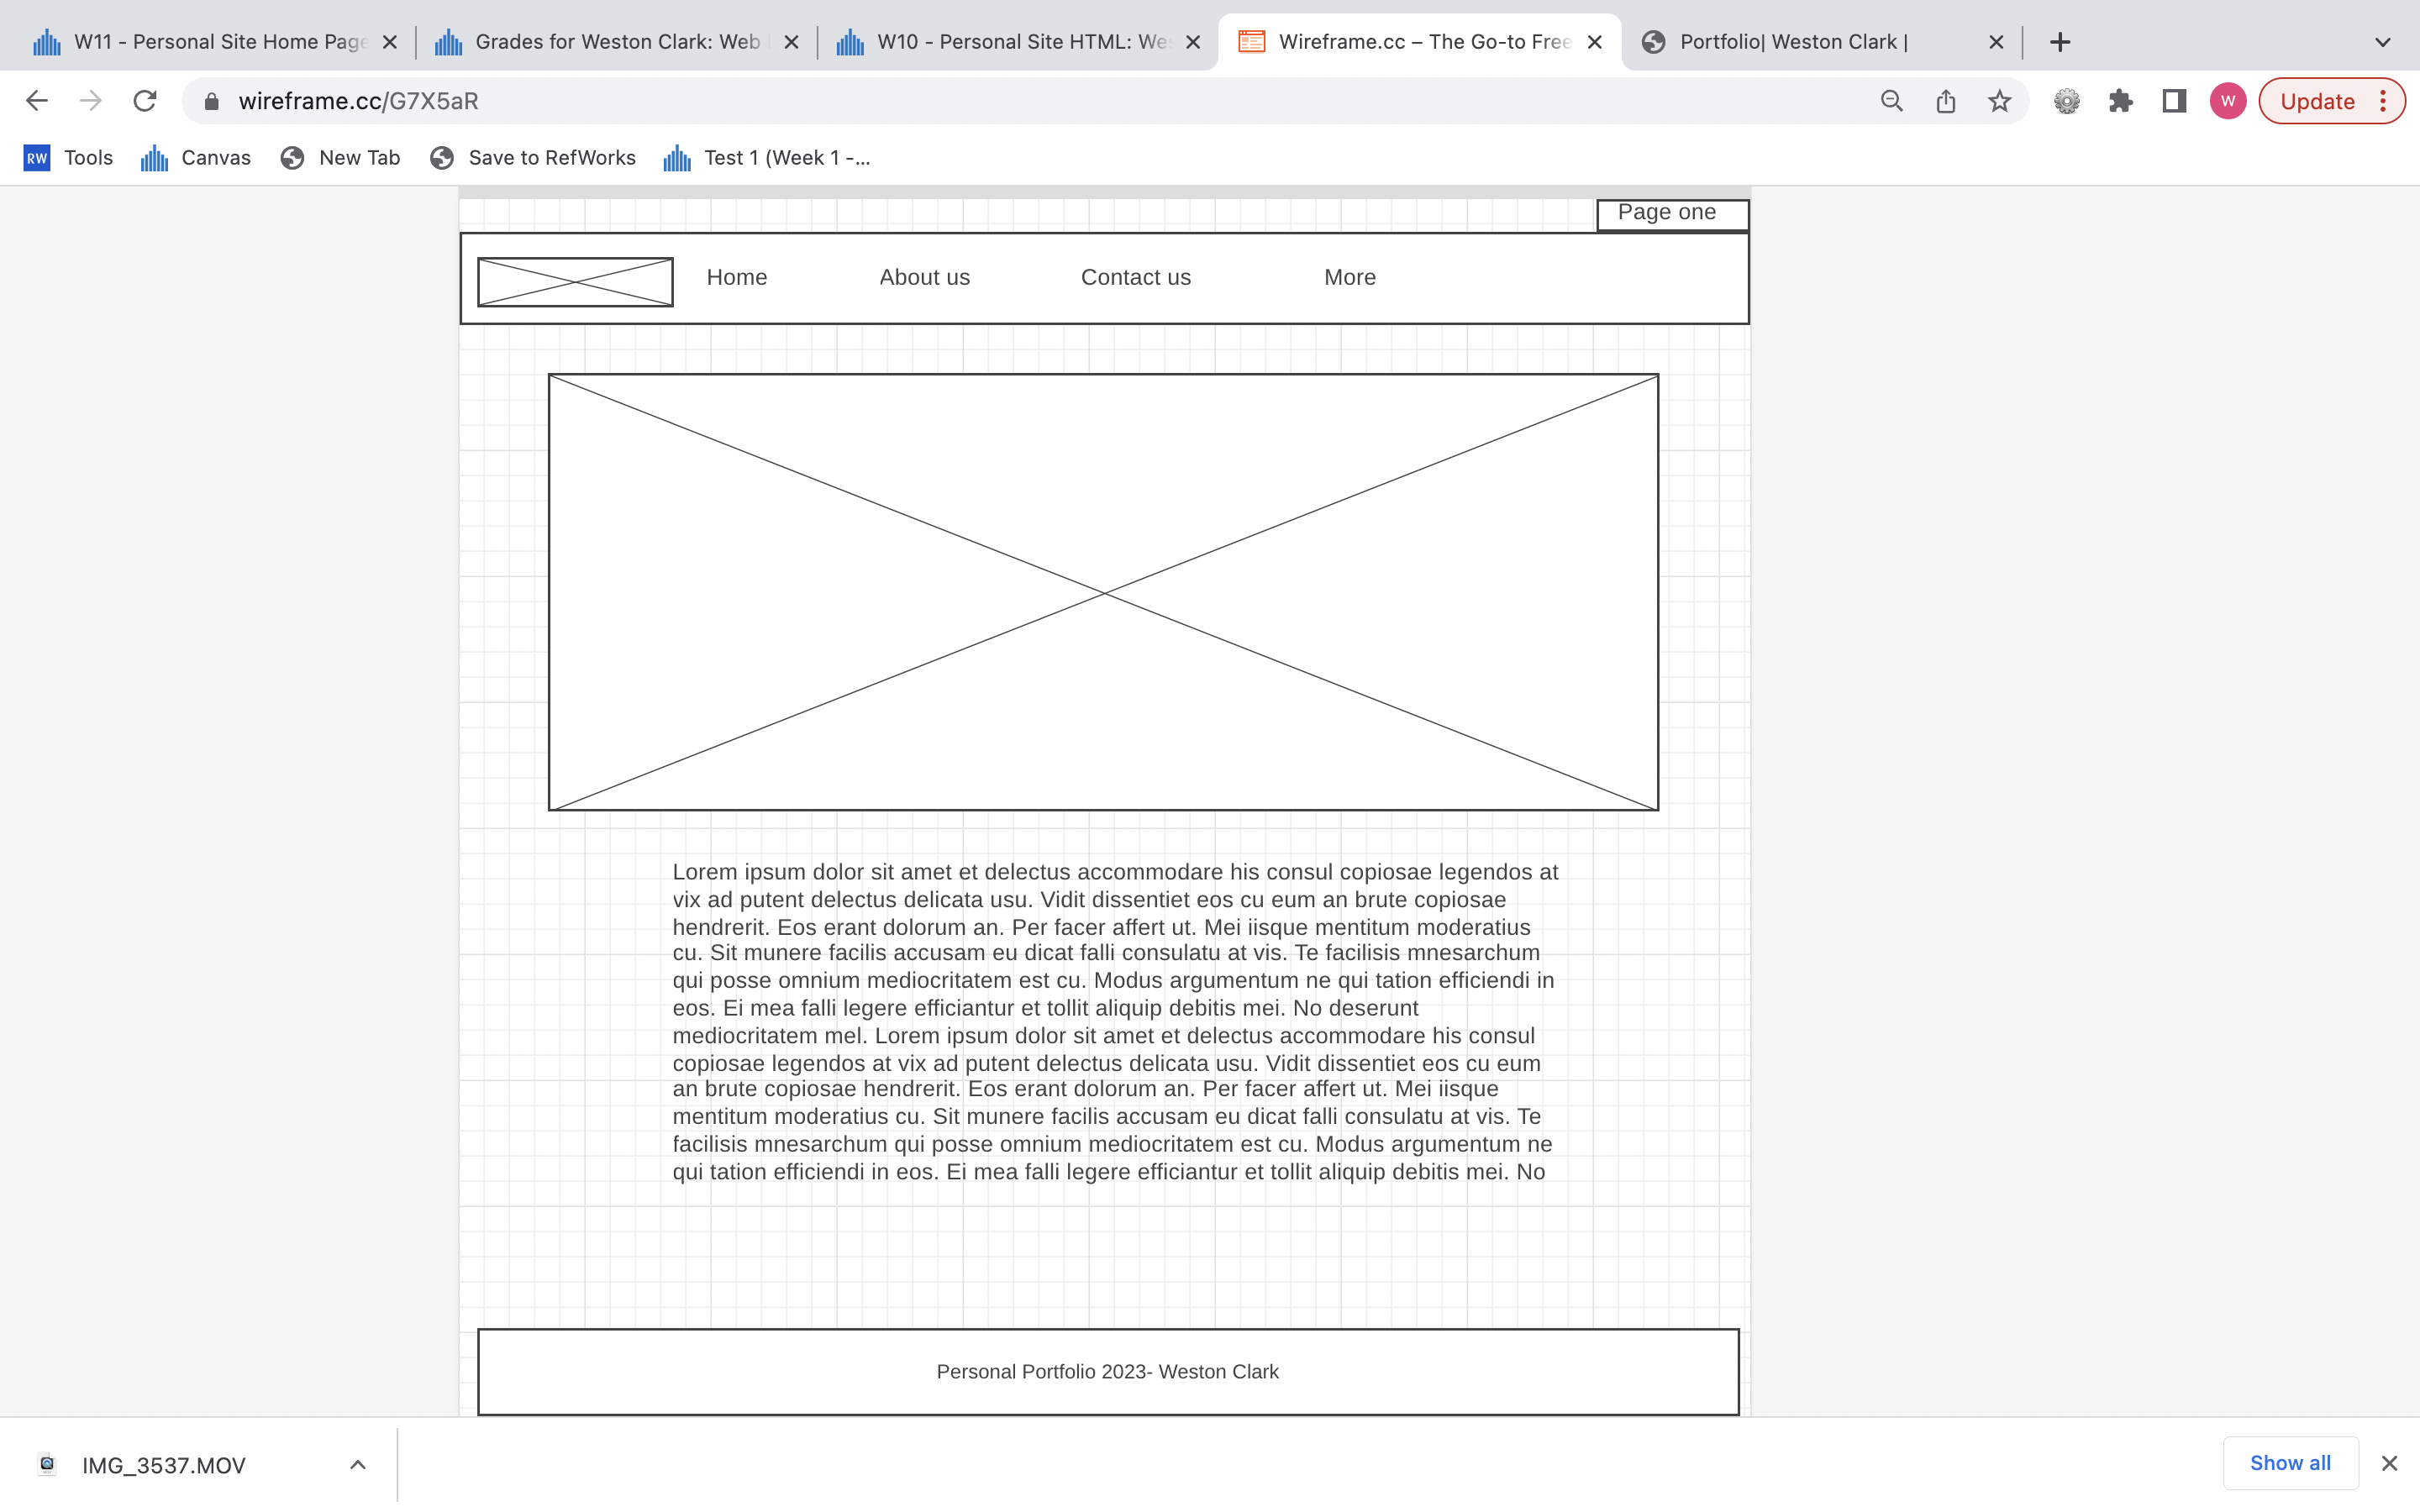 W11 - Personal Site Home Page
Grades for Weston Clark: Web
W10 - Personal Site HTML: Wes
Wireframe.cc – The Go-to Free
Portfolio| Weston Clark |
wireframe.cc/G7X5aR
W
Update
RW Tools
Canvas
New Tab
Save to RefWorks
Test 1 (Week 1 -...
Page one
Home
About us
Contact us
More
Lorem ipsum dolor sit amet et delectus accommodare his consul copiosae legendos at
vix ad putent delectus delicata usu. Vidit dissentiet eos cu eum an brute copiosae
hendrerit. Eos erant dolorum an. Per facer affert ut. Mei iisque mentitum moderatius
cu. Sit munere facilis accusam eu dicat falli consulatu at vis. Te facilisis mnesarchum
qui posse omnium mediocritatem est cu. Modus argumentum ne qui tation efficiendi in
eos. Ei mea falli legere efficiantur et tollit aliquip debitis mei. No deserunt
mediocritatem mel. Lorem ipsum dolor sit amet et delectus accommodare his consul
copiosae legendos at vix ad putent delectus delicata usu. Vidit dissentiet eos cu eum
an brute copiosae hendrerit. Eos erant dolorum an. Per facer affert ut. Mei iisque
mentitum moderatius cu. Sit munere facilis accusam eu dicat falli consulatu at vis. Te
facilisis mnesarchum qui posse omnium mediocritatem est cu. Modus argumentum ne
qui tation efficiendi in eos. Ei mea falli legere efficiantur et tollit aliquip debitis mei. No
Personal Portfolio 2023- Weston Clark
IMG_3537.MOV
Show all